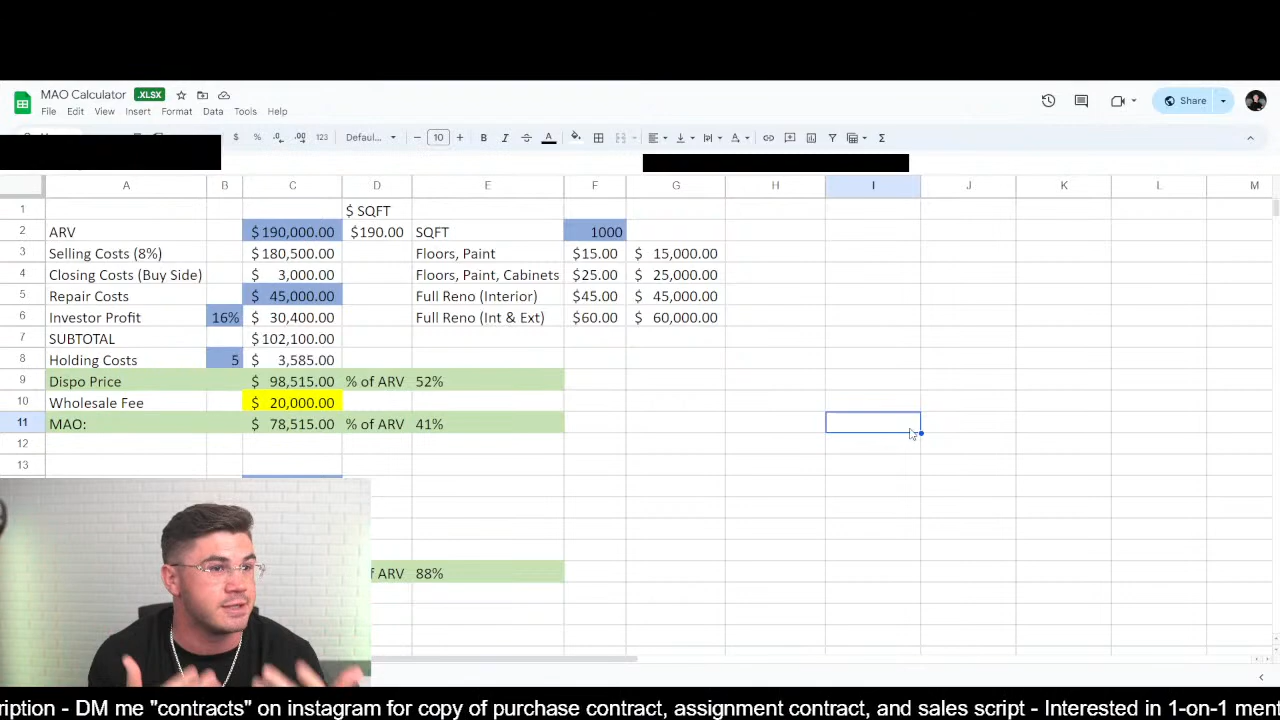 MAO Calculator .XLSX
File Edit View Insert Format Data Tools Help
Share
$ % .0 .00 123 Defaul... 10 B I A Σ
A B C D E F G H I J K L M
1 $ SQFT
2 ARV $ 190,000.00 $190.00 SQFT 1000
3 Selling Costs (8%) $ 180,500.00 Floors, Paint $15.00 $ 15,000.00
4 Closing Costs (Buy Side) $ 3,000.00 Floors, Paint, Cabinets $25.00 $ 25,000.00
5 Repair Costs $ 45,000.00 Full Reno (Interior) $45.00 $ 45,000.00
6 Investor Profit 16% $ 30,400.00 Full Reno (Int & Ext) $60.00 $ 60,000.00
7 SUBTOTAL $ 102,100.00
8 Holding Costs 5 $ 3,585.00
9 Dispo Price $ 98,515.00 % of ARV 52%
10 Wholesale Fee $ 20,000.00
11 MAO: $ 78,515.00 % of ARV 41%
12
13
ARV 88%
ription - DM me "contracts" on instagram for copy of purchase contract, assignment contract, and sales script - Interested in 1-on-1 ment